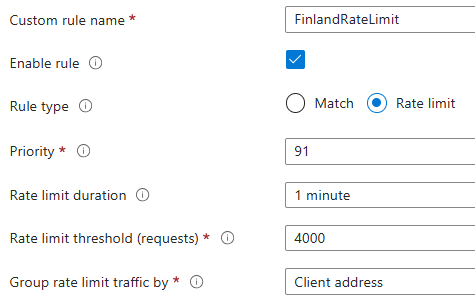 Custom rule name * FinlandRateLimit
Enable rule
Rule type Match Rate limit
Priority * 91
Rate limit duration 1 minute
Rate limit threshold (requests) * 4000
Group rate limit traffic by * Client address